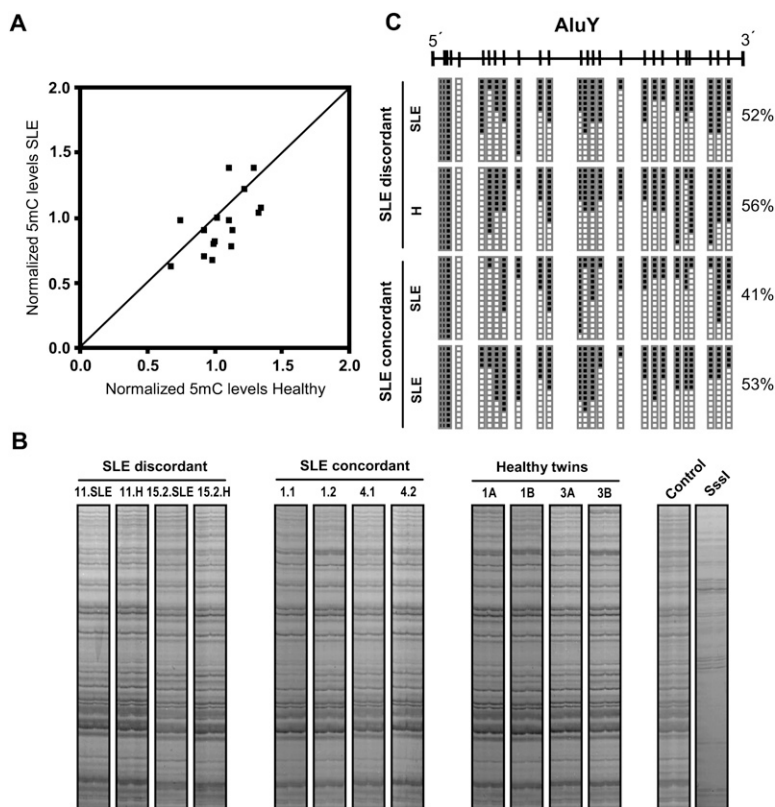 A
2.0
1.5
1.0
0.5
0.0
0.0 0.5 1.0 1.5 2.0
Normalized 5mC levels SLE
Normalized 5mC levels Healthy
C
AluY
5´ 3´
SLE discordant
SLE
52%
H
56%
SLE concordant
SLE
41%
SLE
53%
B
SLE discordant
11.SLE 11.H 15.2.SLE 15.2.H
SLE concordant
1.1 1.2 4.1 4.2
Healthy twins
1A 1B 3A 3B
Control SssI